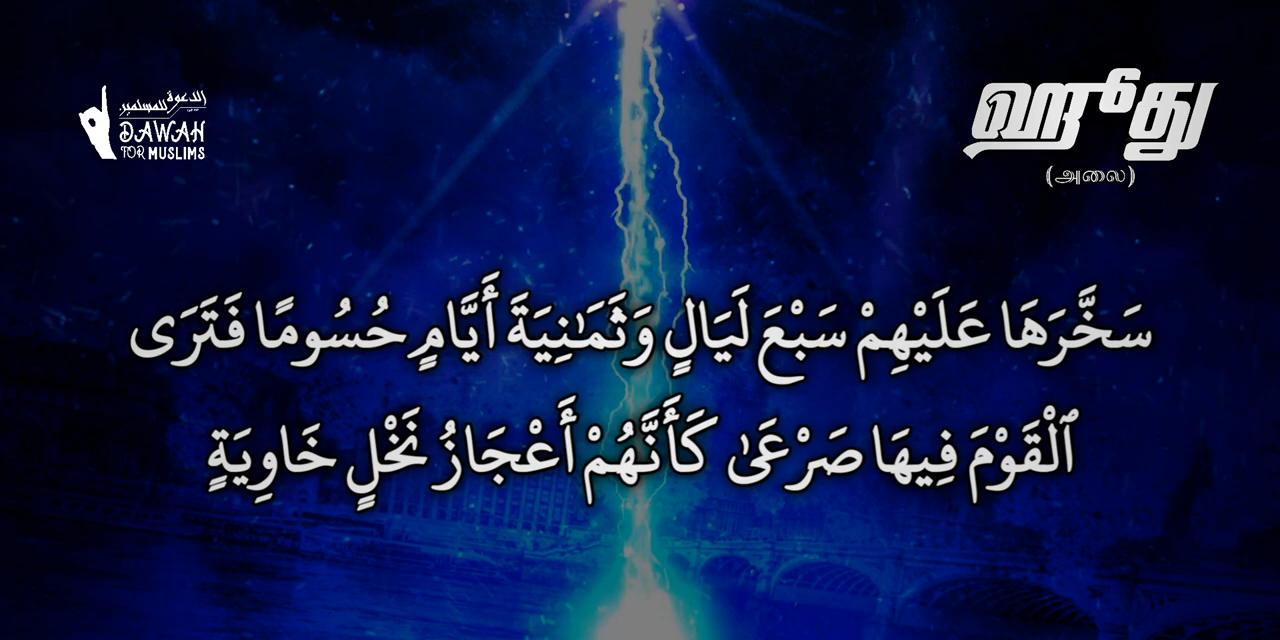 الدعوة للمسلمين
DAWAH
FOR MUSLIMS
ஹூது
(அலை)
سَخَّرَهَا عَلَيْهِمْ سَبْعَ لَيَالٍ وَثَمَٰنِيَةَ أَيَّامٍ حُسُومًا فَتَرَى
ٱلْقَوْمَ فِيهَا صَرْعَىٰ كَأَنَّهُمْ أَعْجَازُ نَخْلٍ خَاوِيَةٍ